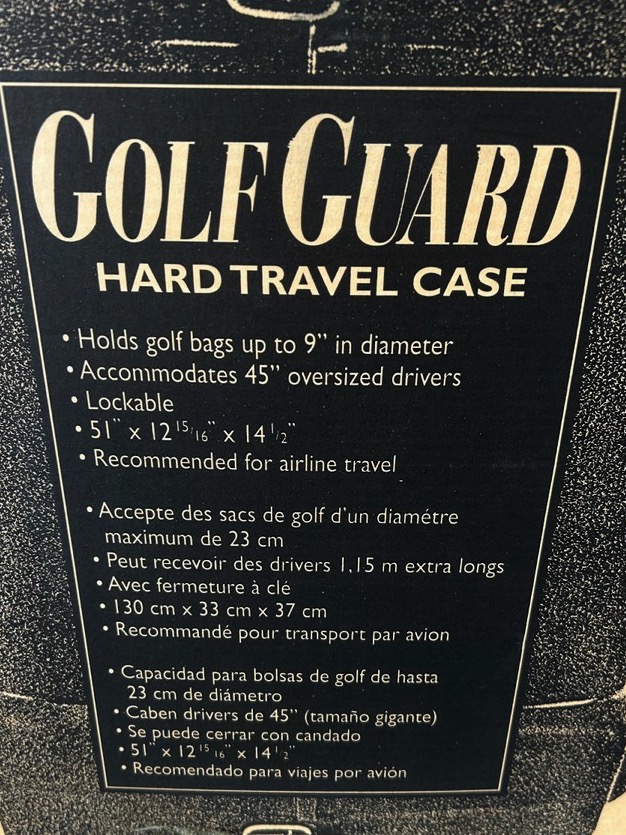 GOLF GUARD
HARD TRAVEL CASE
• Holds golf bags up to 9” in diameter
• Accommodates 45” oversized drivers
• Lockable
• 51” x 12 15/16” x 14 1/2”
• Recommended for airline travel
• Accepte des sacs de golf d'un diamétre
maximum de 23 cm
• Peut recevoir des drivers 1,15 m extra longs
• Avec fermeture à clé
• 130 cm x 33 cm x 37 cm
• Recommandé pour transport par avion
• Capacidad para bolsas de golf de hasta
23 cm de diámetro
• Caben drivers de 45” (tamaño gigante)
• Se puede cerrar con candado
• 51” x 12 15/16” x 14 1/2”
• Recomendado para viajes por avión